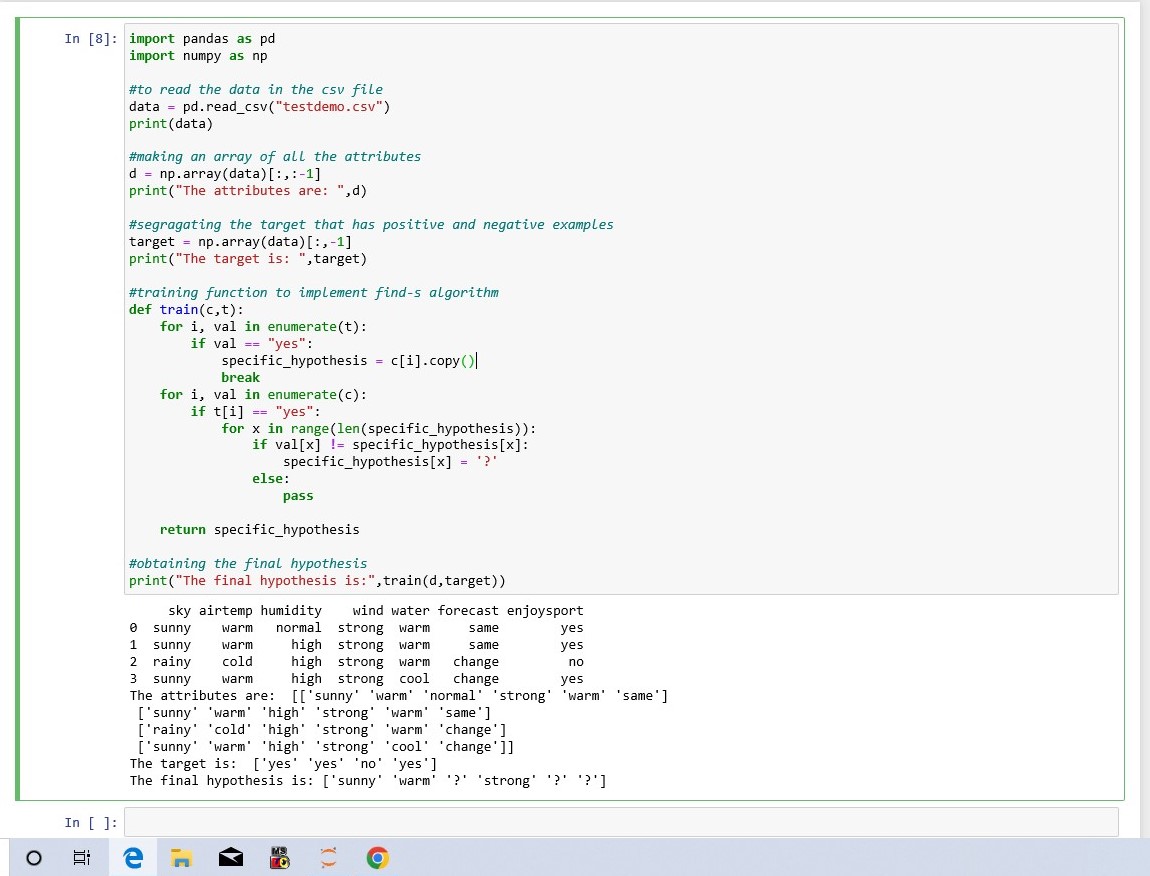 In [8]: import pandas as pd
import numpy as np
#to read the data in the csv file
data = pd.read_csv("testdemo.csv")
print(data)
#making an array of all the attributes
d = np.array(data)[:,:-1]
print("The attributes are: ",d)
#segragating the target that has positive and negative examples
target = np.array(data)[:,-1]
print("The target is: ",target)
#training function to implement find-s algorithm
def train(c,t):
    for i, val in enumerate(t):
        if val == "yes":
            specific_hypothesis = c[i].copy()
            break
    for i, val in enumerate(c):
        if t[i] == "yes":
            for x in range(len(specific_hypothesis)):
                if val[x] != specific_hypothesis[x]:
                    specific_hypothesis[x] = '?'
                else:
                    pass
    return specific_hypothesis
#obtaining the final hypothesis
print("The final hypothesis is:",train(d,target))
     sky airtemp humidity    wind water forecast enjoysport
0  sunny    warm   normal  strong  warm     same        yes
1  sunny    warm     high  strong  warm     same        yes
2  rainy    cold     high  strong  warm   change         no
3  sunny    warm     high  strong  cool   change        yes
The attributes are:  [['sunny' 'warm' 'normal' 'strong' 'warm' 'same']
 ['sunny' 'warm' 'high' 'strong' 'warm' 'same']
 ['rainy' 'cold' 'high' 'strong' 'warm' 'change']
 ['sunny' 'warm' 'high' 'strong' 'cool' 'change']]
The target is:  ['yes' 'yes' 'no' 'yes']
The final hypothesis is: ['sunny' 'warm' '?' 'strong' '?' '?']
In [ ]:
MS